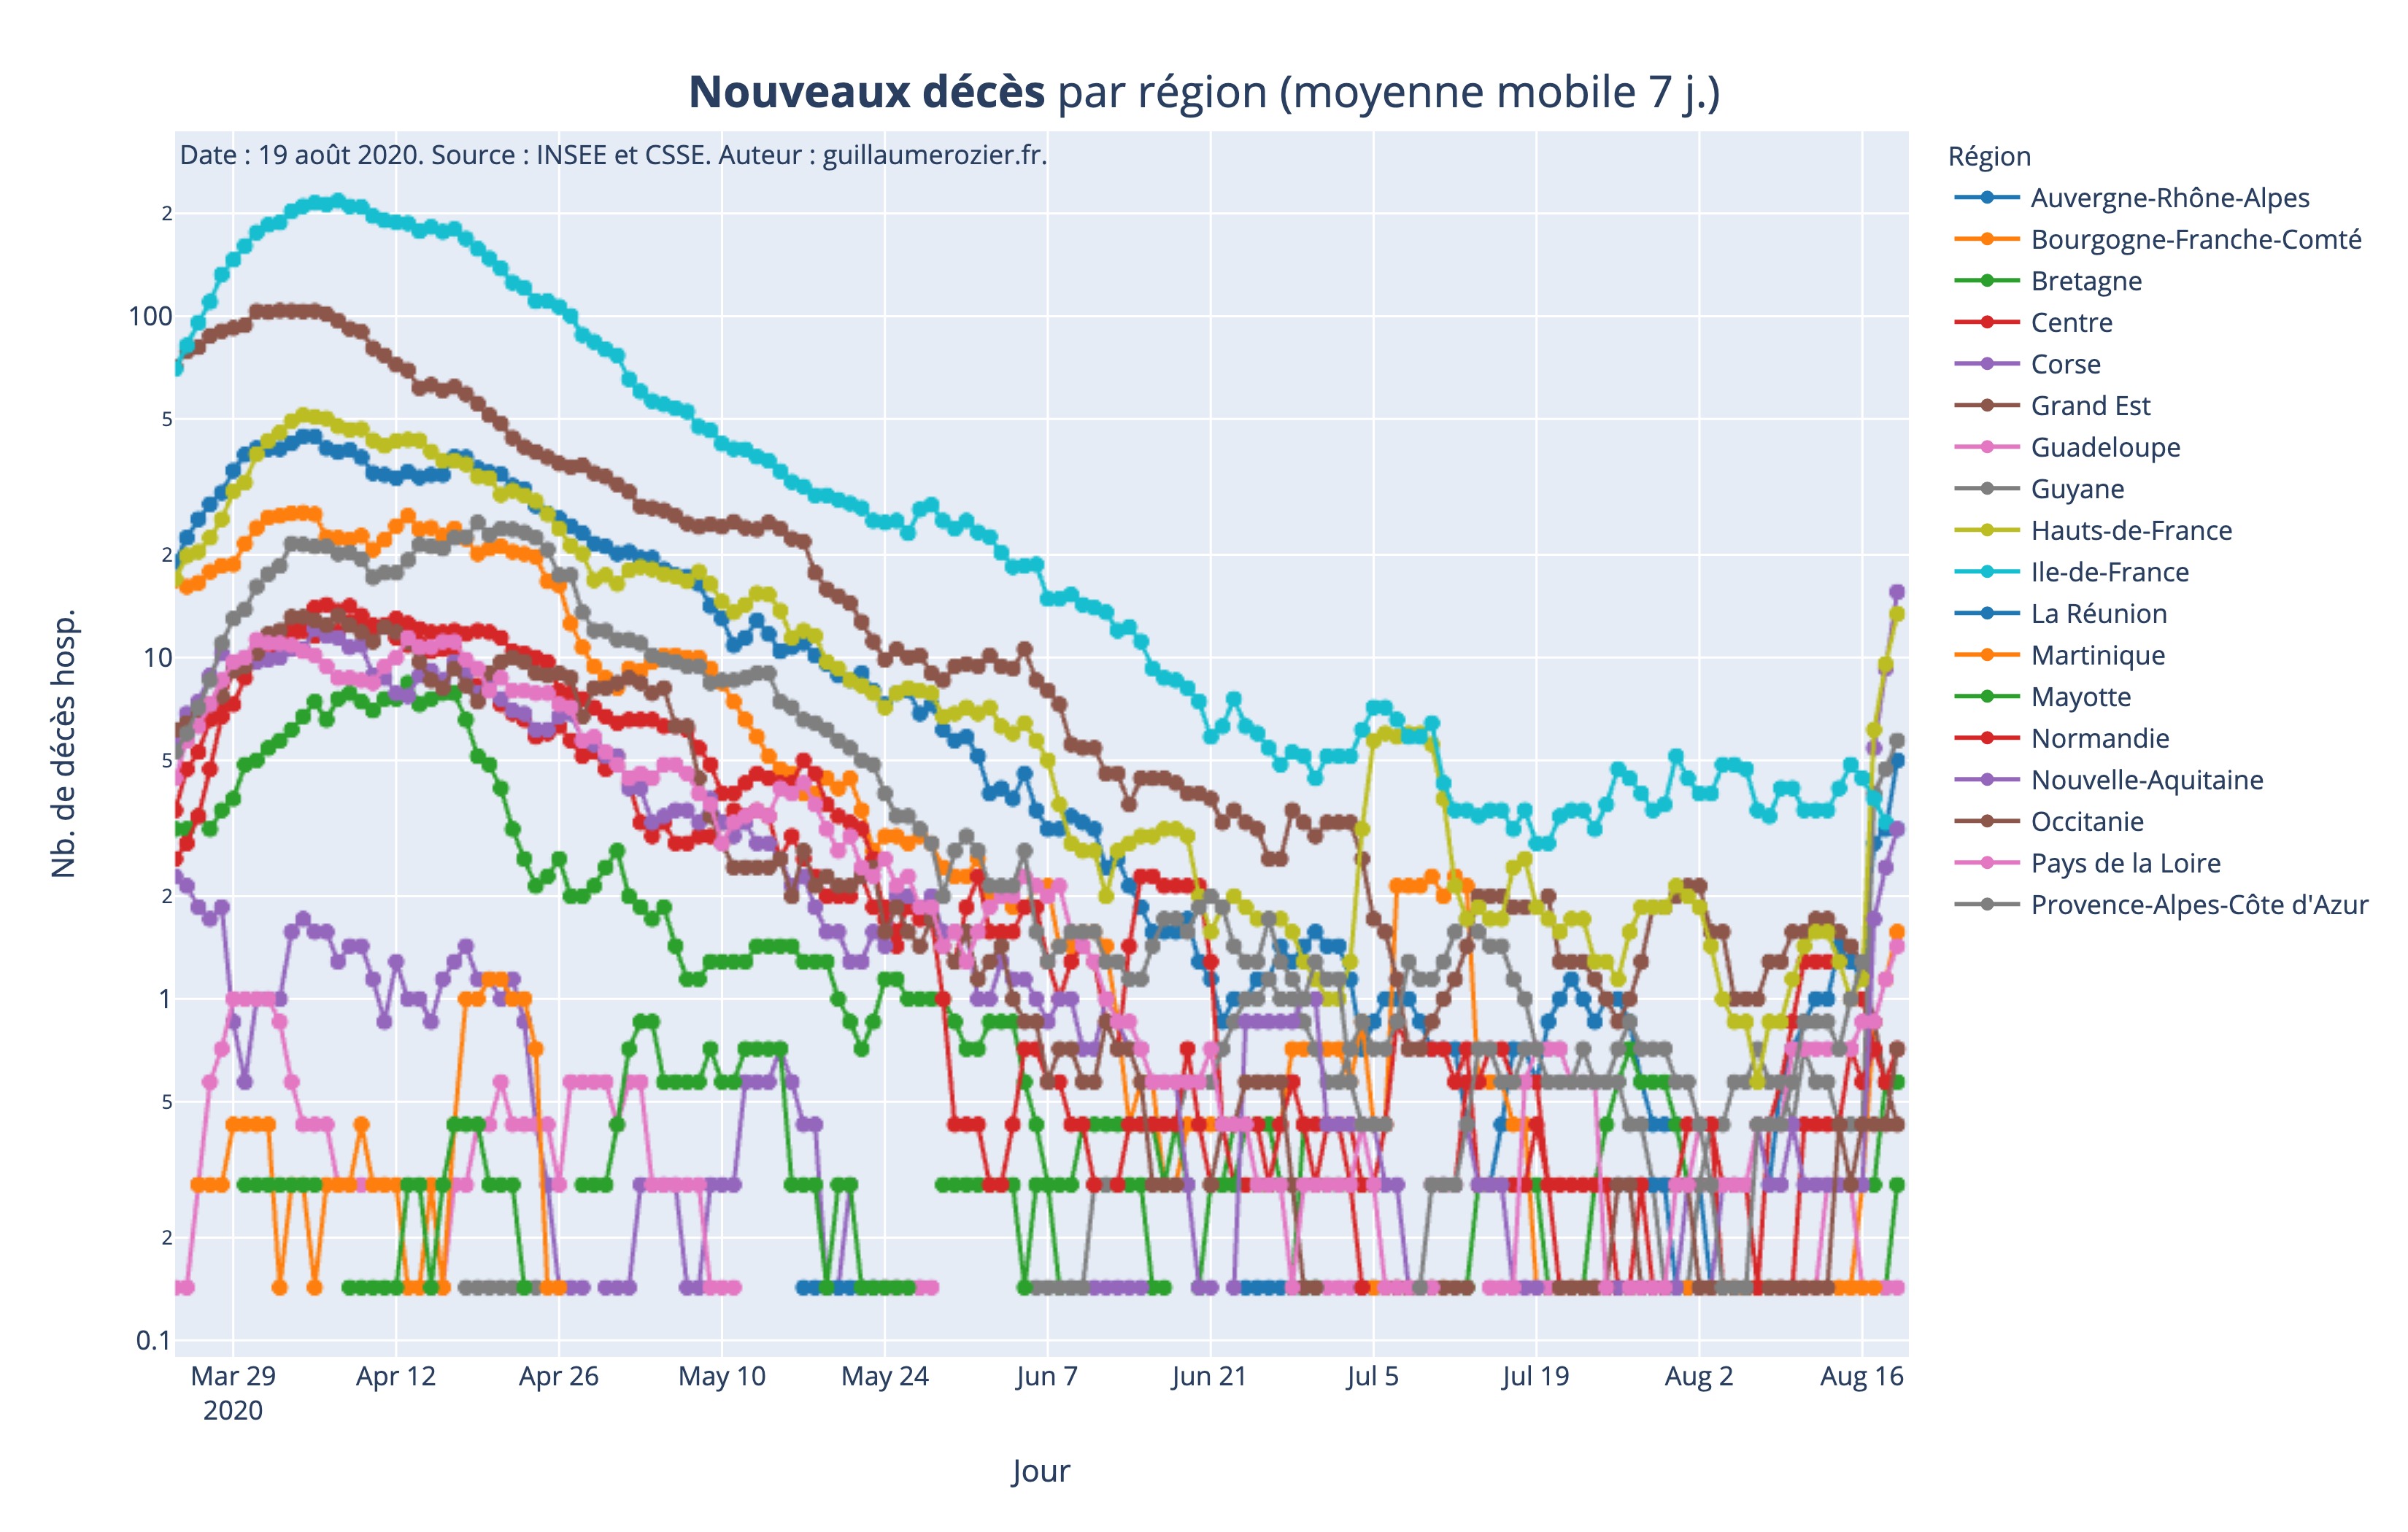 Nouveaux décès par région (moyenne mobile 7 j.)
Date : 19 août 2020. Source : INSEE et CSSE. Auteur : guillaumerozier.fr.
Nb. de décès hosp.
2
100
5
2
10
5
2
1
5
2
0.1
Mar 29
2020
Apr 12
Apr 26
May 10
May 24
Jun 7
Jun 21
Jul 5
Jul 19
Aug 2
Aug 16
Jour
Région
Auvergne-Rhône-Alpes
Bourgogne-Franche-Comté
Bretagne
Centre
Corse
Grand Est
Guadeloupe
Guyane
Hauts-de-France
Ile-de-France
La Réunion
Martinique
Mayotte
Normandie
Nouvelle-Aquitaine
Occitanie
Pays de la Loire
Provence-Alpes-Côte d'Azur